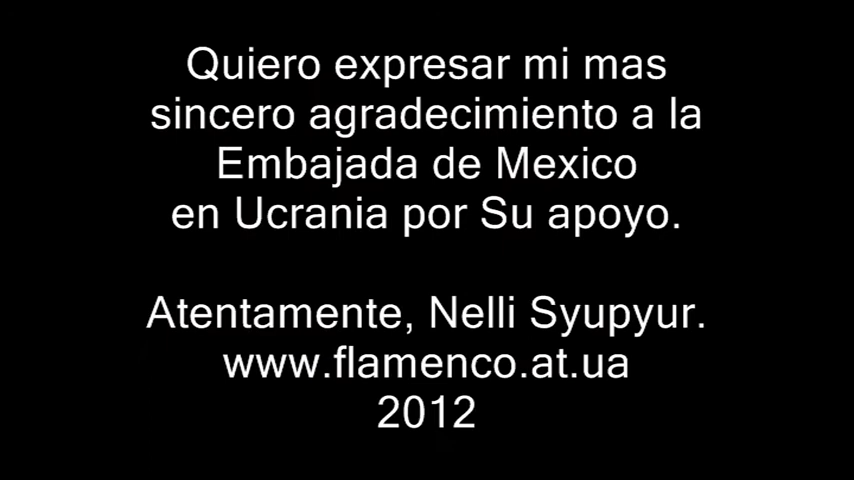 Quiero expresar mi mas
sincero agradecimiento a la
Embajada de Mexico
en Ucrania por Su apoyo.
Atentamente, Nelli Syupyur.
www.flamenco.at.ua
2012